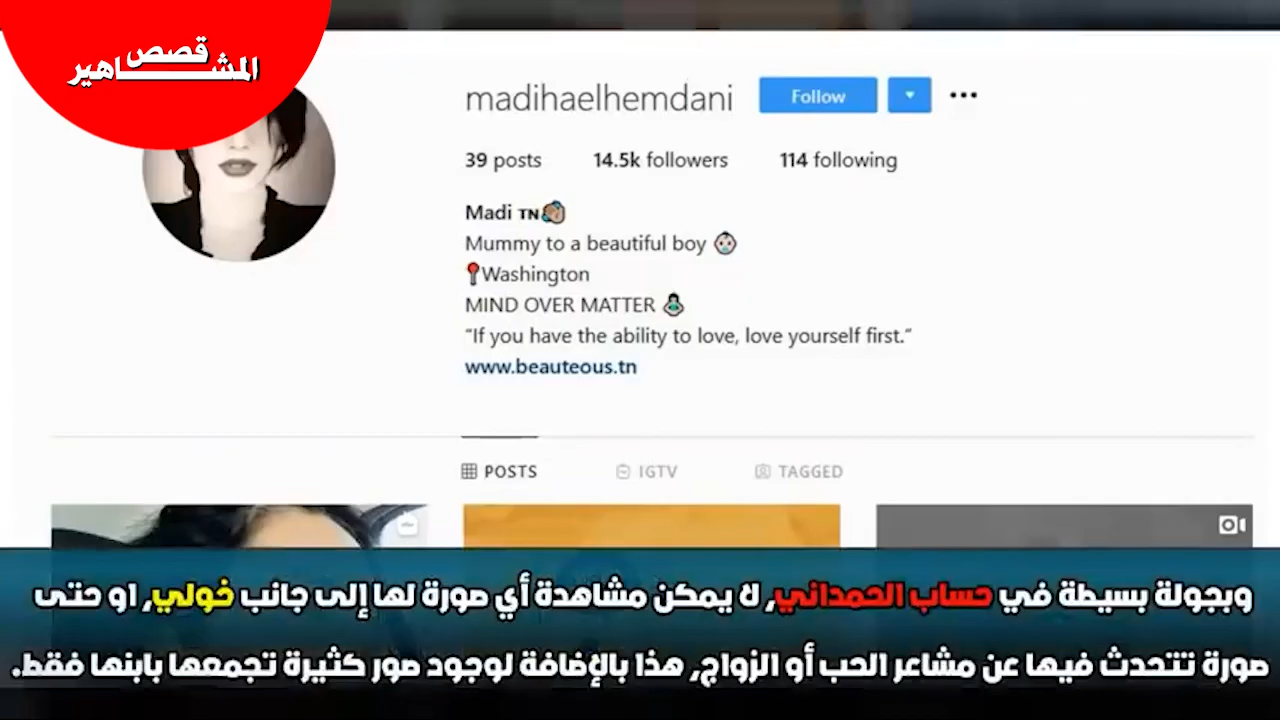 قصص
المشاهير
madihaelhemdani Follow
39 posts 14.5k followers 114 following
Madi TN
Mummy to a beautiful boy
Washington
MIND OVER MATTER
“If you have the ability to love, love yourself first.”
www.beauteous.tn
POSTS IGTV TAGGED
وبجولة بسيطة في حساب الحمداني, لا يمكن مشاهدة أي صورة لها إلى جانب خولي, او حتى
صورة تتحدث فيها عن مشاعر الحب أو الزواج, هذا بالإضافة لوجود صور كثيرة تجمعها بابنها فقط.